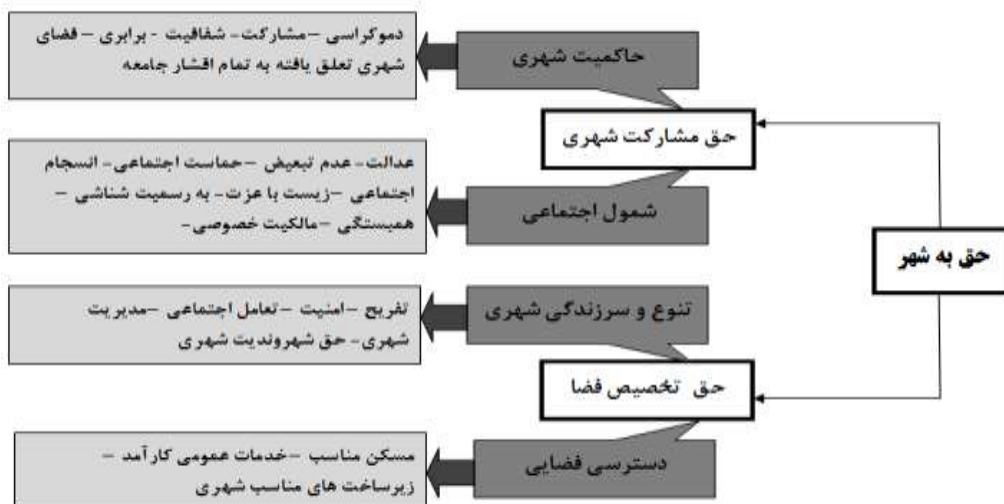 حق به شهر
حق مشارکت شهری
حاکمیت شهری
دموکراسی –مشارکت- شفافیت - برابری –فضای
شهری تعلق یافته به تمام اقشار جامعه
شمول اجتماعی
عدالت- عدم تبعیض –حماست اجتماعی- انسجام
اجتماعی –زیست با عزت- به رسمیت شناشی –
همبستگی –مالکیت خصوصی-
حق تخصیص فضا
تنوع و سرزندگی شهری
تفریح –امنیت –تعامل اجتماعی –مدیریت
شهری- حق شهروندیت شهری
دسترسی فضایی
مسکن مناسب –خدمات عمومی کارآمد –
زیرساخت های مناسب شهری